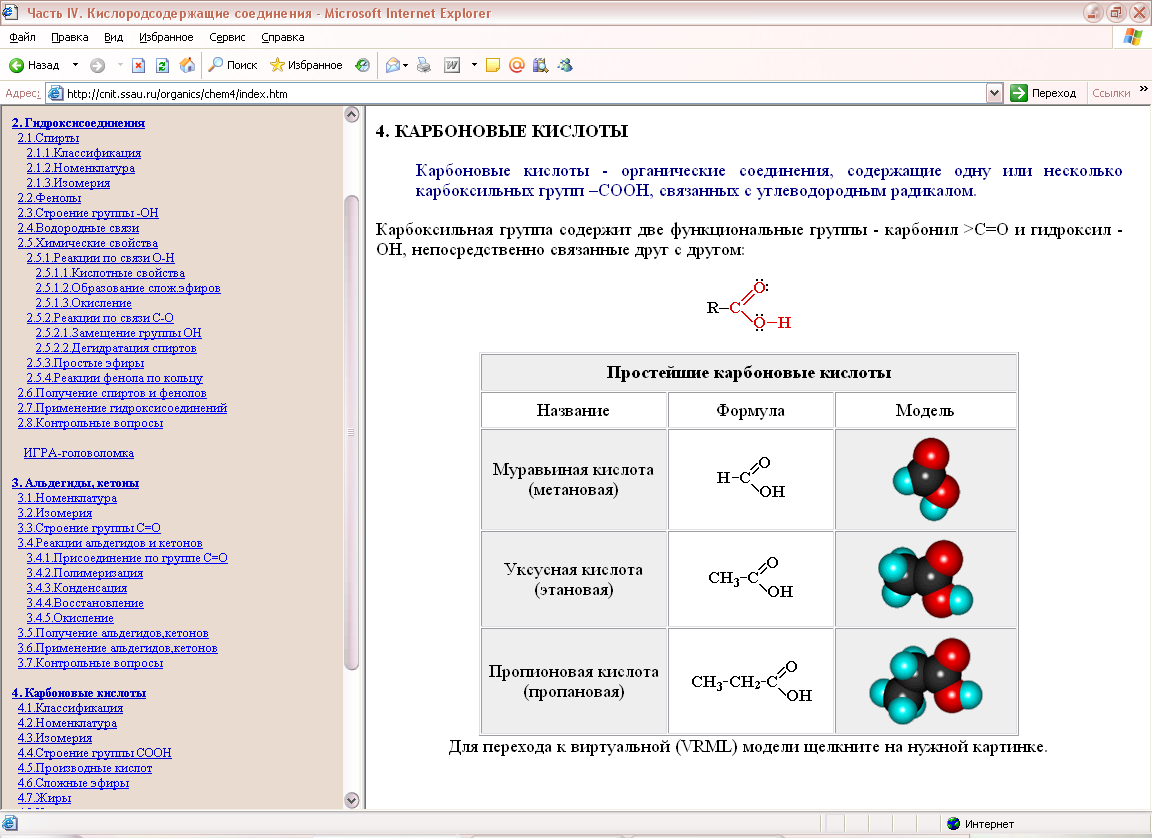 Часть IV. Кислородсодержащие соединения - Microsoft Internet Explorer
Файл Правка Вид Избранное Сервис Справка
Назад Поиск Избранное
Адрес: http://cnit.ssau.ru/organics/chem4/index.htm Переход Ссылки »
2. Гидроксисоединения
2.1.Спирты
2.1.1.Классификация
2.1.2.Номенклатура
2.1.3.Изомерия
2.2.Фенолы
2.3.Строение группы -ОН
2.4.Водородные связи
2.5.Химические свойства
2.5.1.Реакции по связи О-Н
2.5.1.1.Кислотные свойства
2.5.1.2.Образование слож.эфиров
2.5.1.3.Окисление
2.5.2.Реакции по связи С-О
2.5.2.1.Замещение группы ОН
2.5.2.2.Дегидратация спиртов
2.5.3.Простые эфиры
2.5.4.Реакции фенола по кольцу
2.6.Получение спиртов и фенолов
2.7.Применение гидроксисоединений
2.8.Контрольные вопросы
ИГРА-головоломка
3. Альдегиды, кетоны
3.1.Номенклатура
3.2.Изомерия
3.3.Строение группы С=О
3.4.Реакции альдегидов и кетонов
3.4.1.Присоединение по группе С=О
3.4.2.Полимеризация
3.4.3.Конденсация
3.4.4.Восстановление
3.4.5.Окисление
3.5.Получение альдегидов,кетонов
3.6.Применение альдегидов,кетонов
3.7.Контрольные вопросы
4. Карбоновые кислоты
4.1.Классификация
4.2.Номенклатура
4.3.Изомерия
4.4.Строение группы СООН
4.5.Производные кислот
4.6.Сложные эфиры
4.7.Жиры
4. КАРБОНОВЫЕ КИСЛОТЫ
Карбоновые кислоты - органические соединения, содержащие одну или несколько
карбоксильных групп –СООН, связанных с углеводородным радикалом.
Карбоксильная группа содержит две функциональные группы - карбонил >С=О и гидроксил -
ОН, непосредственно связанные друг с другом:
O
R–C
O–H
Простейшие карбоновые кислоты
Название Формула Модель
Муравьиная кислота
(метановая)
O
H–C
OH
Уксусная кислота
(этановая)
O
CH₃–C
OH
Пропионовая кислота
(пропановая)
O
CH₃–CH₂–C
OH
Для перехода к виртуальной (VRML) модели щелкните на нужной картинке.
Интернет